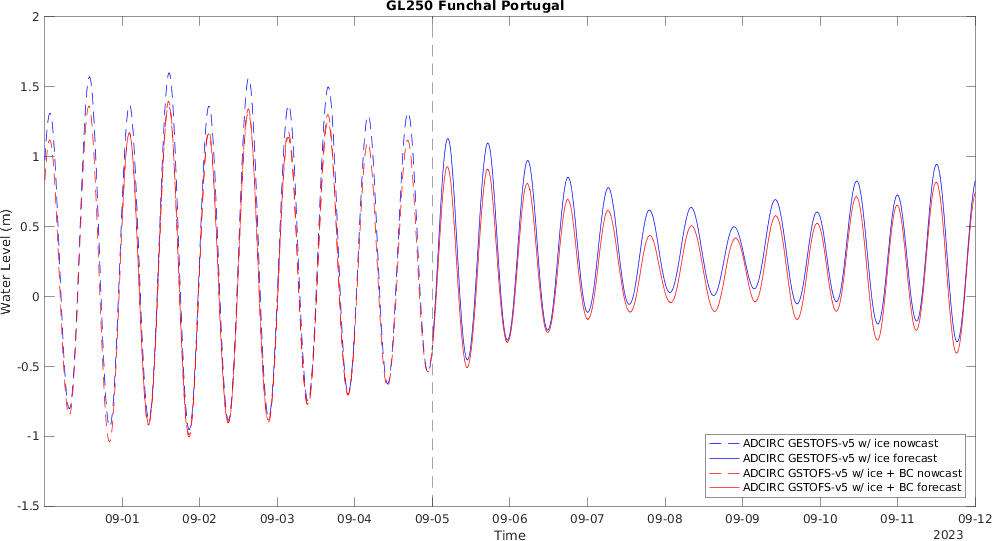 GL250 Funchal Portugal
2
1.5
1
0.5
0
-0.5
-1
-1.5
Water Level (m)
ADCIRC GESTOFS-v5 w/ ice nowcast
ADCIRC GESTOFS-v5 w/ ice forecast
ADCIRC GSTOFS-v5 w/ ice + BC nowcast
ADCIRC GSTOFS-v5 w/ ice + BC forecast
09-01 09-02 09-03 09-04 09-05 09-06 09-07 09-08 09-09 09-10 09-11 09-12
Time
2023